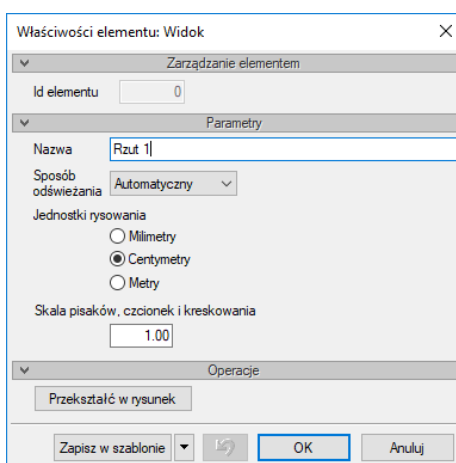 Właściwości elementu: Widok
Zarządzanie elementem
Id elementu 0
Parametry
Nazwa Rzut 1
Sposób
odświeżania Automatyczny
Jednostki rysowania
Milimetry
Centymetry
Metry
Skala pisaków, czcionek i kreskowania
1.00
Operacje
Przekształć w rysunek
Zapisz w szablonie OK Anuluj